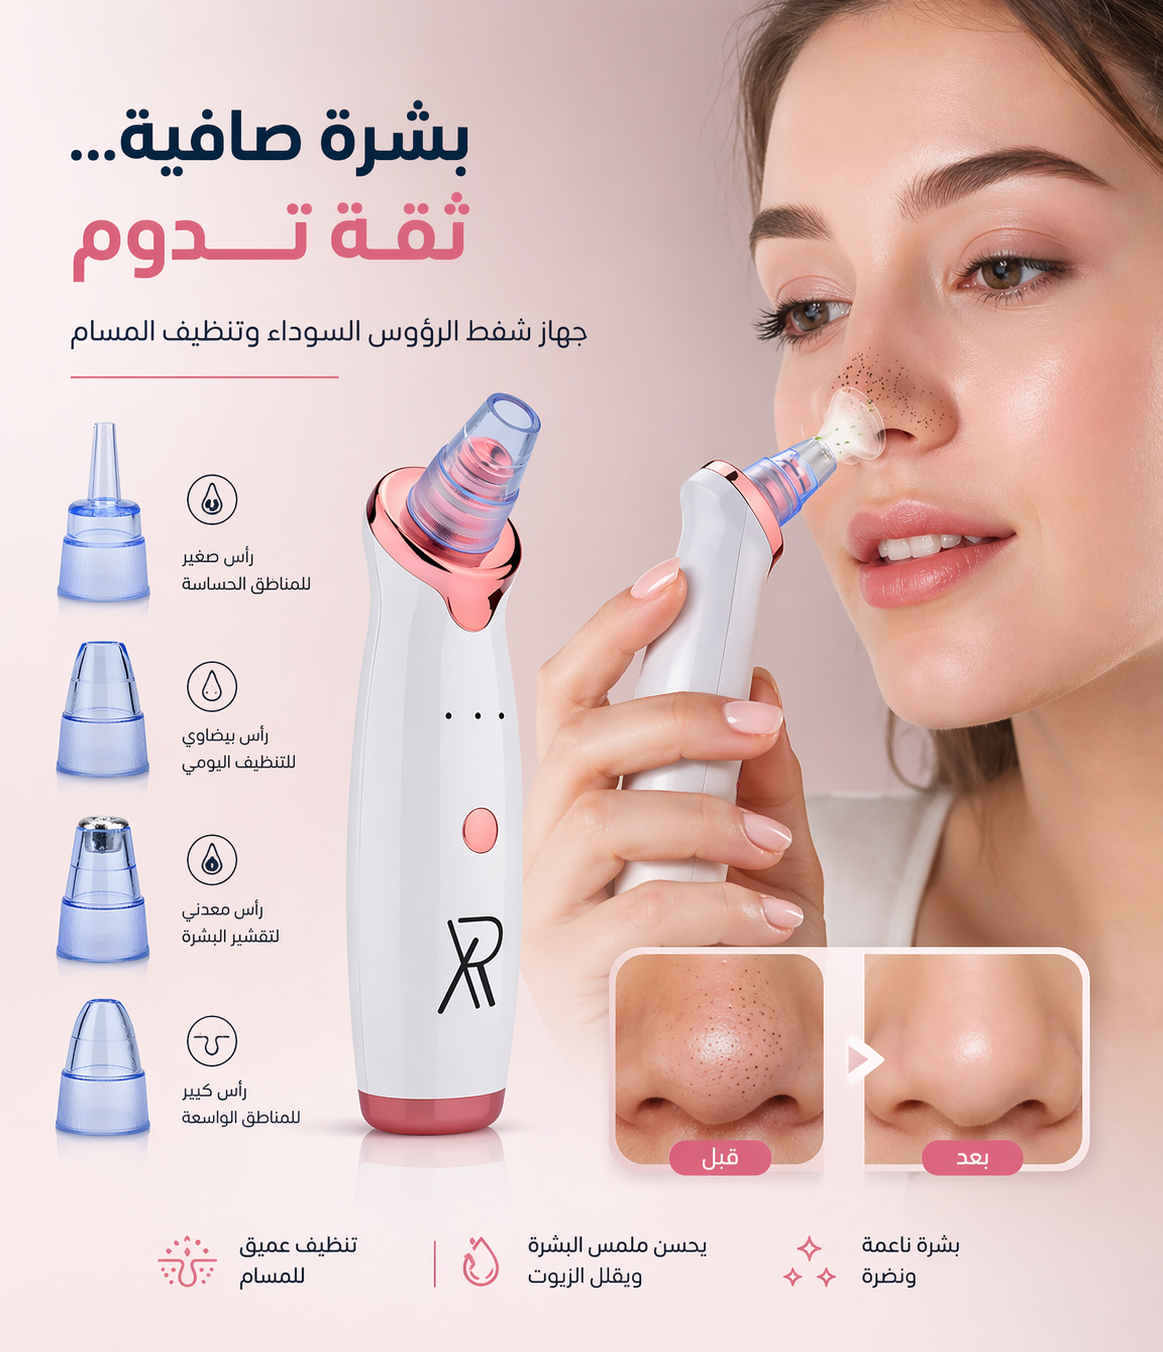 بشرة صافية...
ثقة تـــدوم
جهاز شفط الرؤوس السوداء وتنظيف المسام
رأس صغير
للمناطق الحساسة
رأس بيضاوي
للتنظيف اليومي
رأس معدني
لتقشير البشرة
رأس كبير
للمناطق الواسعة
XR
قبل
بعد
بشرة ناعمة
ونضرة
يحسن ملمس البشرة
ويقلل الزيوت
تنظيف عميق
للمسام